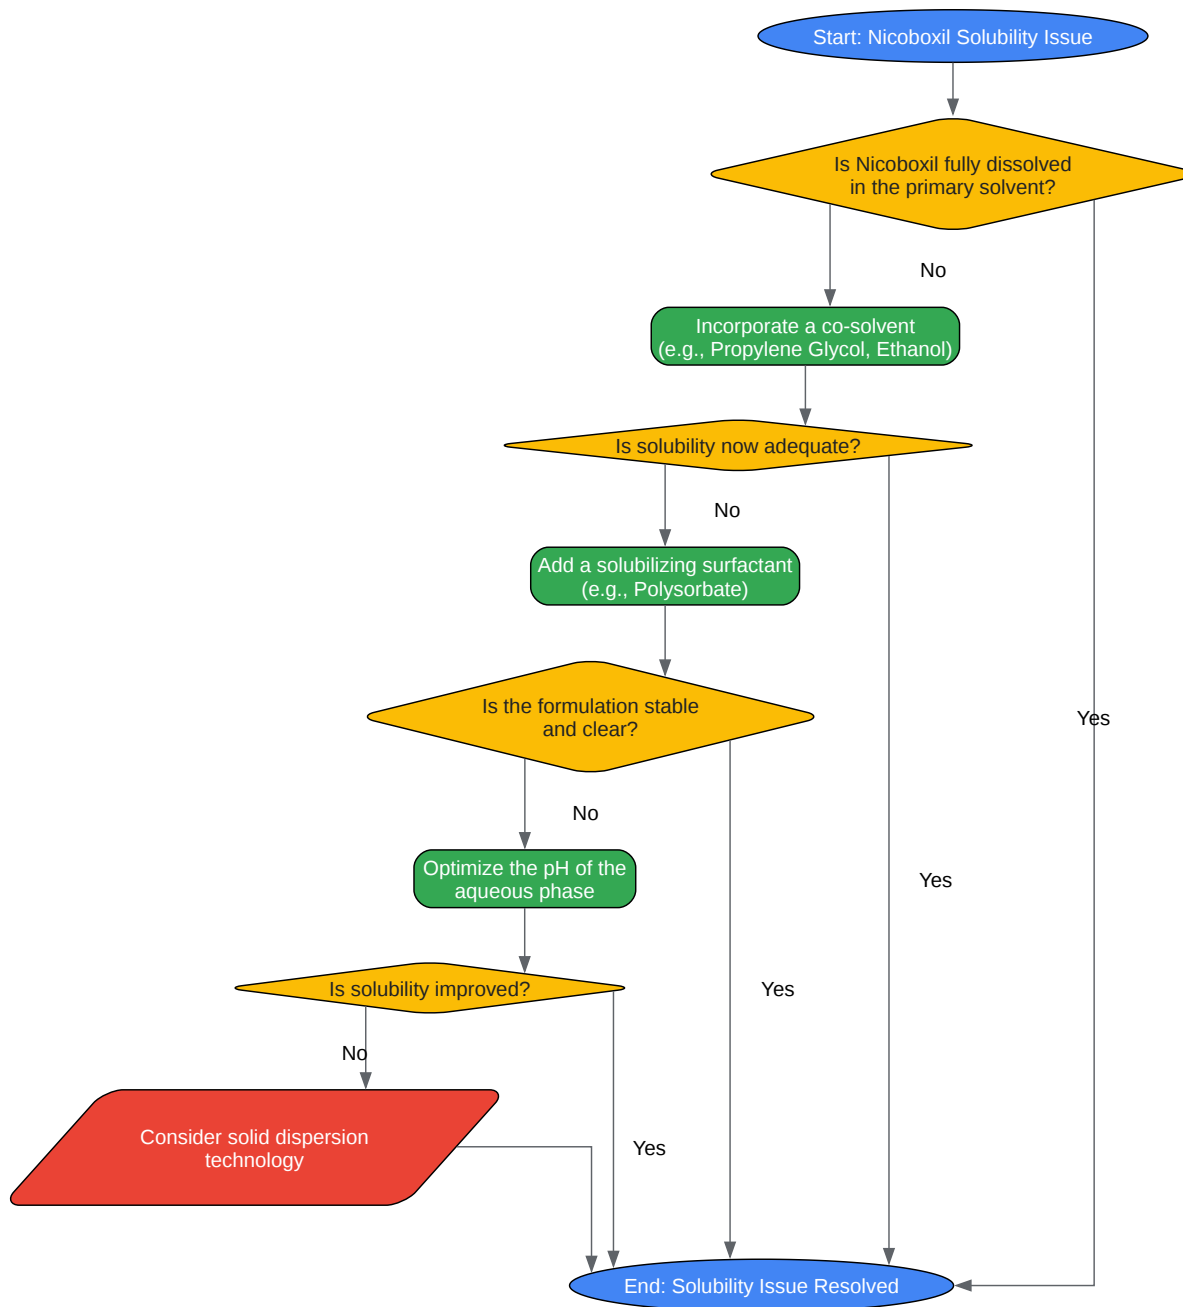 Start: Nicoboxil Solubility Issue
Is Nicoboxil fully dissolved
in the primary solvent?
No
Incorporate a co-solvent
(e.g., Propylene Glycol, Ethanol)
Is solubility now adequate?
No
Add a solubilizing surfactant
(e.g., Polysorbate)
Is the formulation stable
and clear?
Yes
No
Optimize the pH of the
aqueous phase
Yes
Is solubility improved?
Yes
No
Consider solid dispersion
technology
Yes
End: Solubility Issue Resolved